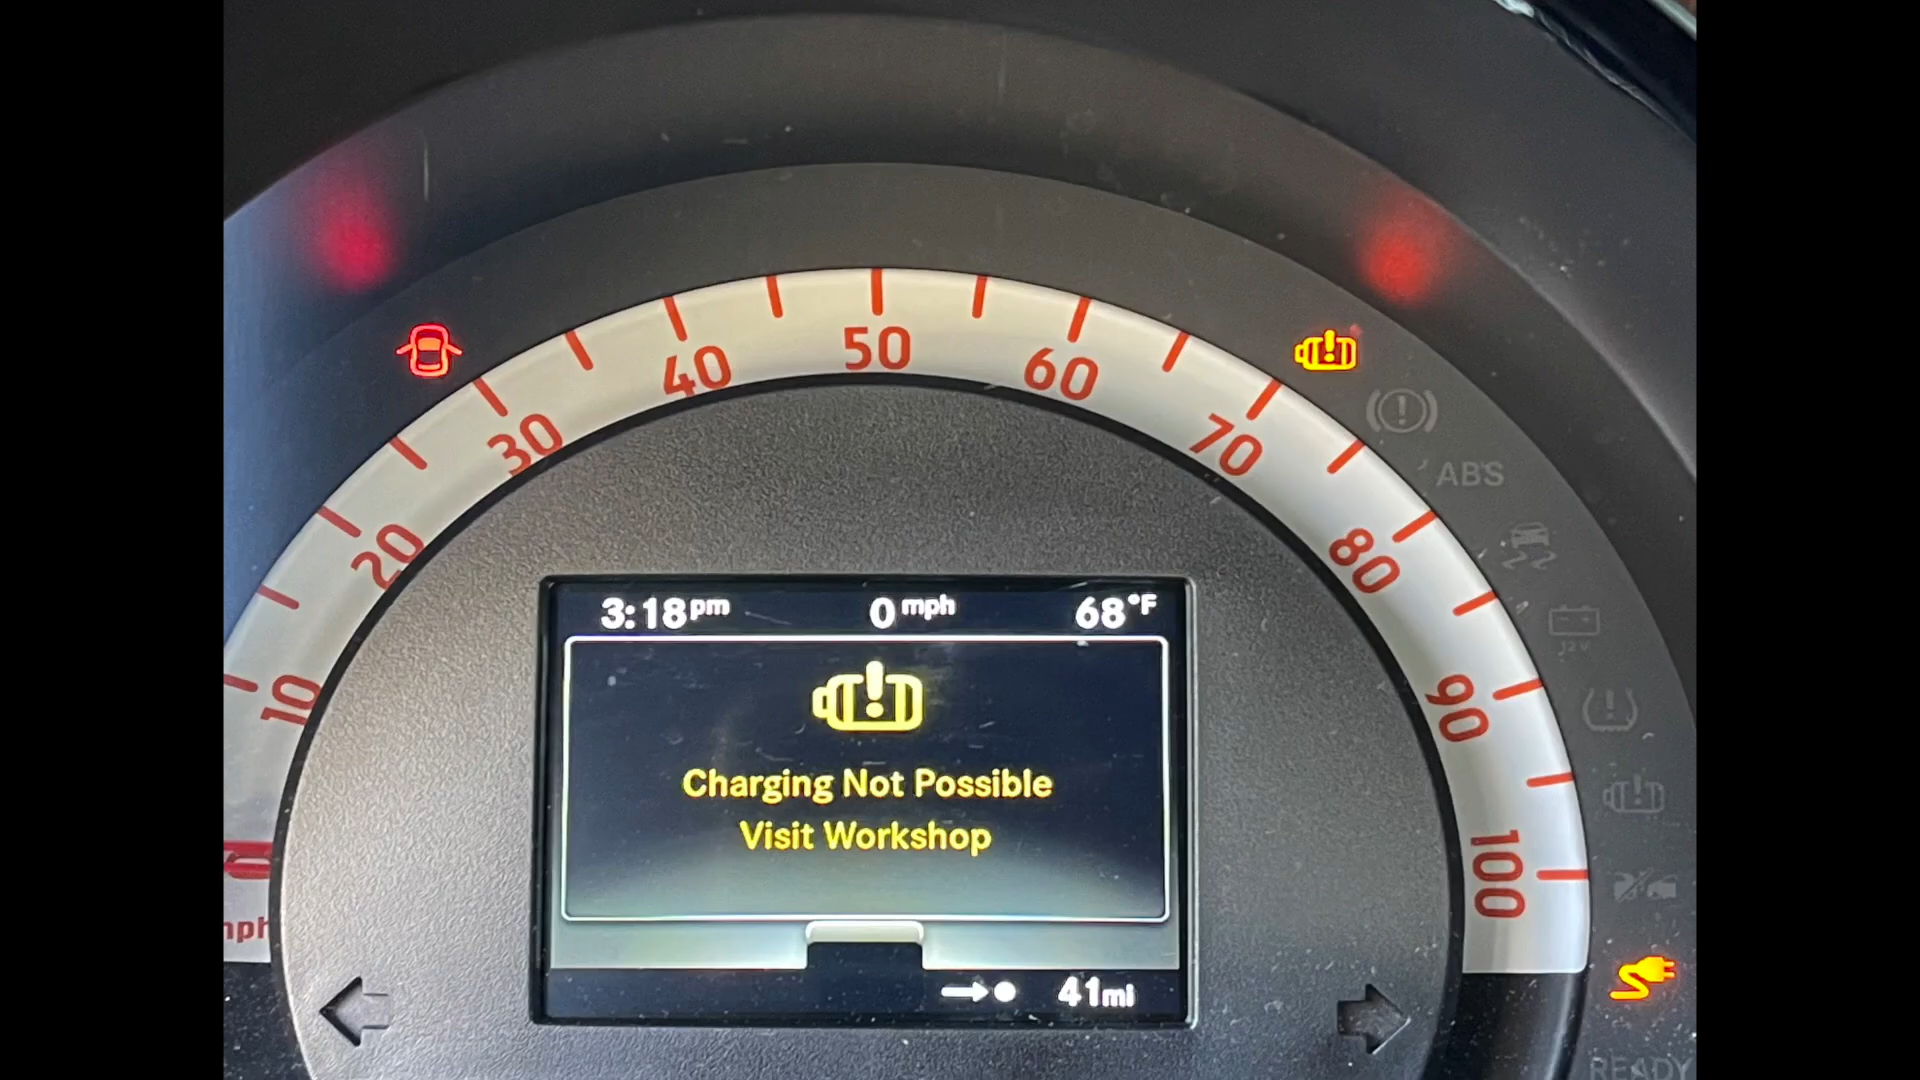 10
20
30
40
50
60
70
80
90
100
mph
ABS
3:18pm 0mph 68°F
Charging Not Possible
Visit Workshop
41mi
READY